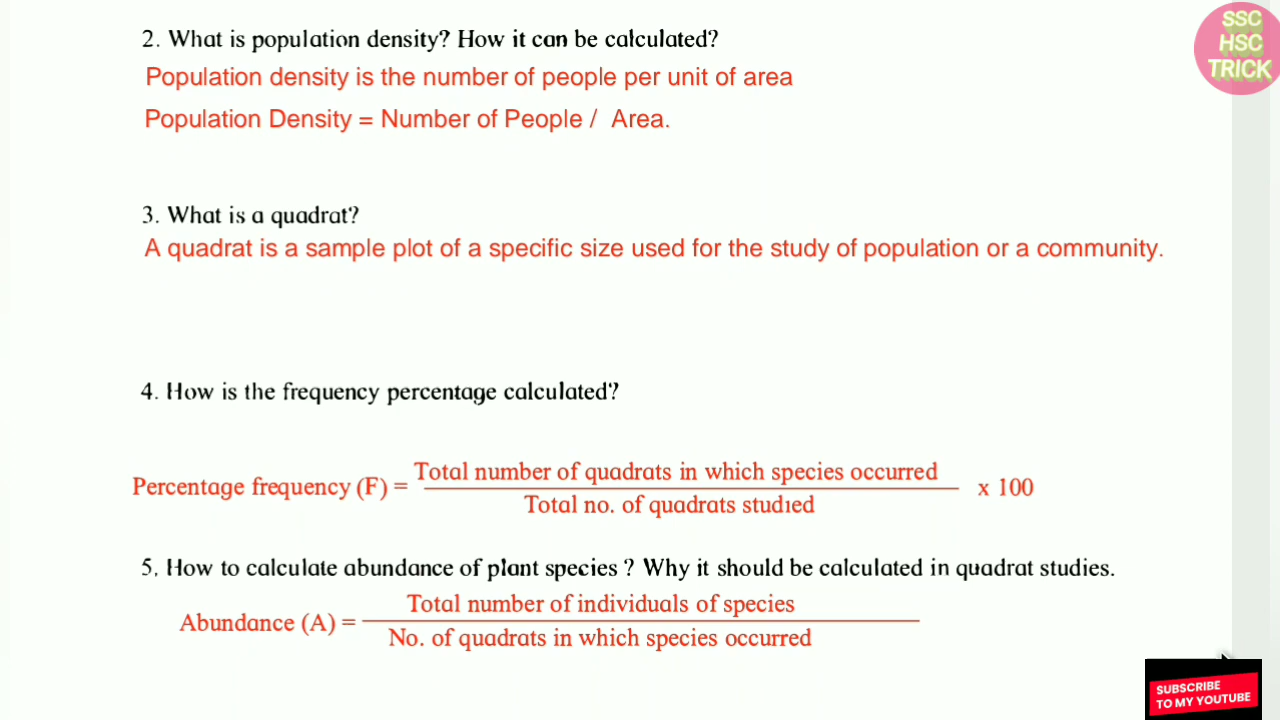 SSC
HSC
TRICK
2. What is population density? How it can be calculated?
Population density is the number of people per unit of area
Population Density = Number of People / Area.
3. What is a quadrat?
A quadrat is a sample plot of a specific size used for the study of population or a community.
4. How is the frequency percentage calculated?
Total number of quadrats in which species occurred
Percentage frequency (F) = x 100
Total no. of quadrats studied
5. How to calculate abundance of plant species ? Why it should be calculated in quadrat studies.
Total number of individuals of species
Abundance (A) =
No. of quadrats in which species occurred
SUBSCRIBE
TO MY YOUTUBE